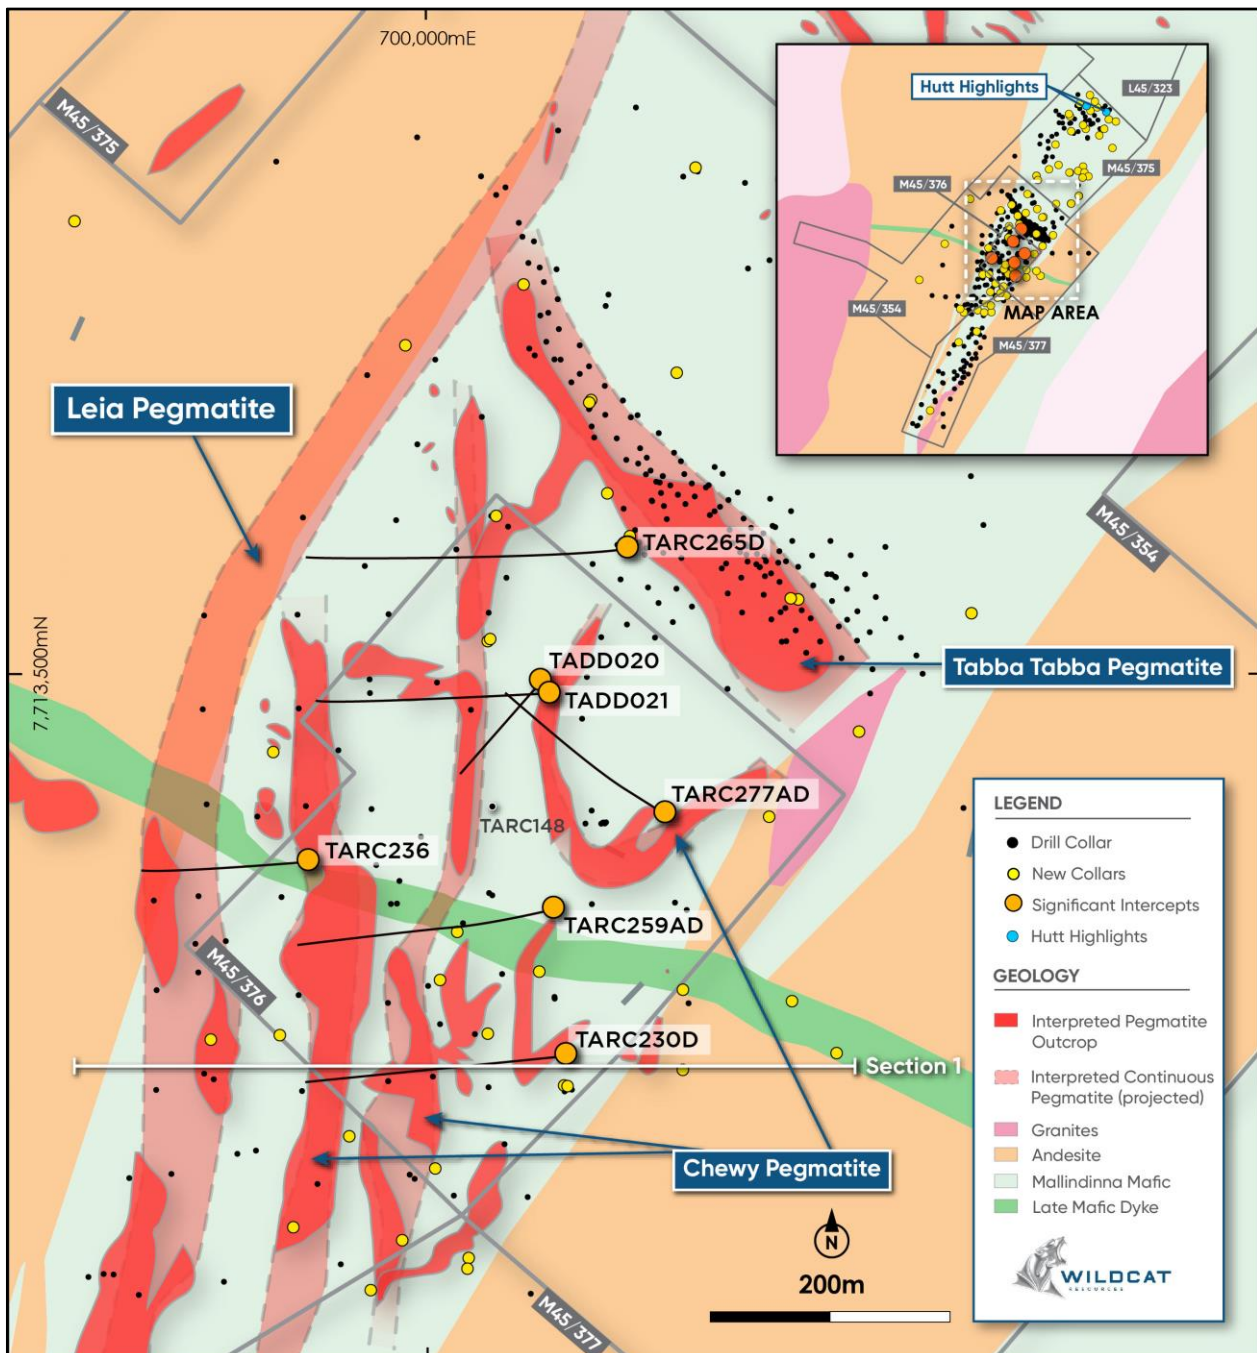 700,000mE
M45/375
Hutt Highlights
L45/323
M45/375
M45/376
M45/354
MAP AREA
M45/377
Leia Pegmatite
M45/354
TARC265D
7,713,500mN
TADD020
TADD021
Tabba Tabba Pegmatite
TARC277AD
TARC148
TARC236
TARC259AD
M45/376
TARC230D
Section 1
Chewy Pegmatite
N
200m
M45/377
LEGEND
Drill Collar
New Collars
Significant Intercepts
Hutt Highlights
GEOLOGY
Interpreted Pegmatite
Outcrop
Interpreted Continuous
Pegmatite (projected)
Granites
Andesite
Mallindinna Mafic
Late Mafic Dyke
WILDCAT
RESOURCES